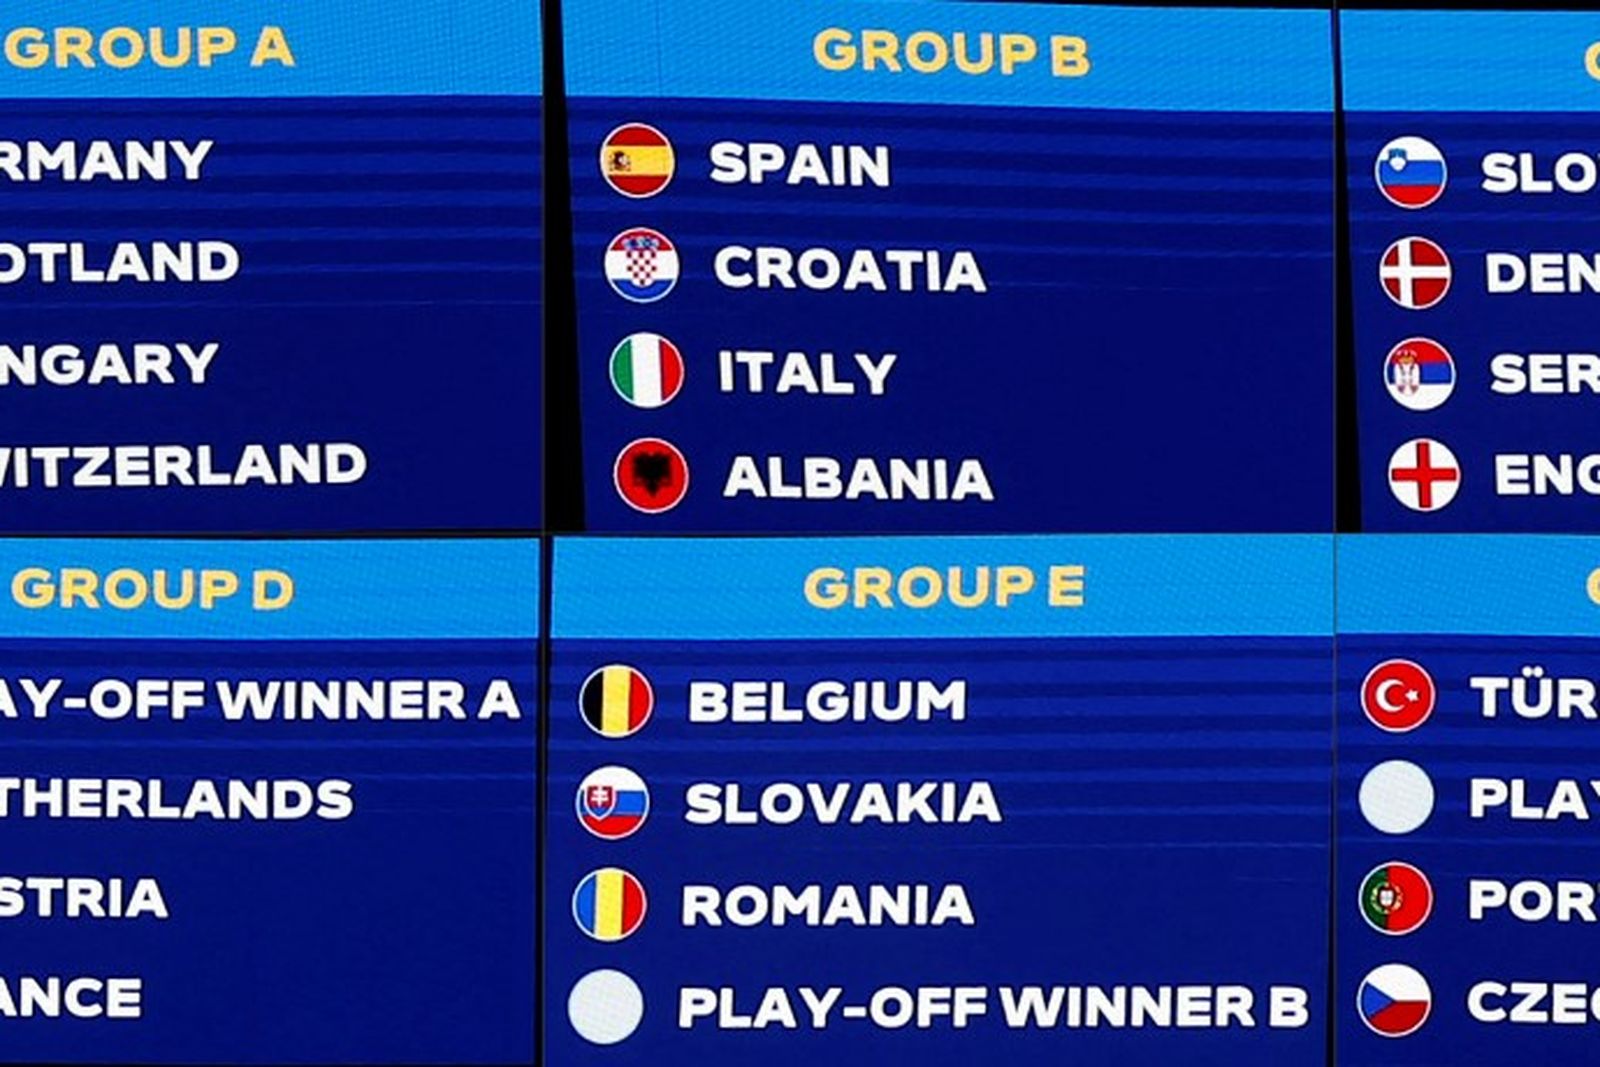 GROUP A
RMANY
OTLAND
NGARY
WITZERLAND
GROUP B
SPAIN
CROATIA
ITALY
ALBANIA
SLO
DEN
SER
ENG
GROUP D
AY-OFF WINNER A
THERLANDS
STRIA
ANCE
GROUP E
BELGIUM
SLOVAKIA
ROMANIA
PLAY-OFF WINNER B
TÜR
PLAY
POR
CZE